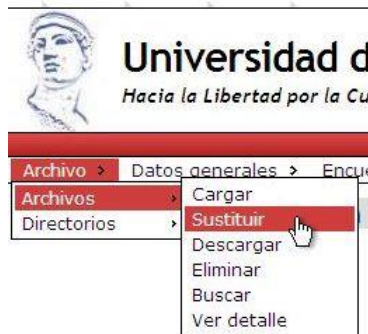 Universidad d
Hacia la Libertad por la Cu
Archivo > Datos generales > Encue
Archivos > Cargar
Directorios > Sustituir
Descargar
Eliminar
Buscar
Ver detalle